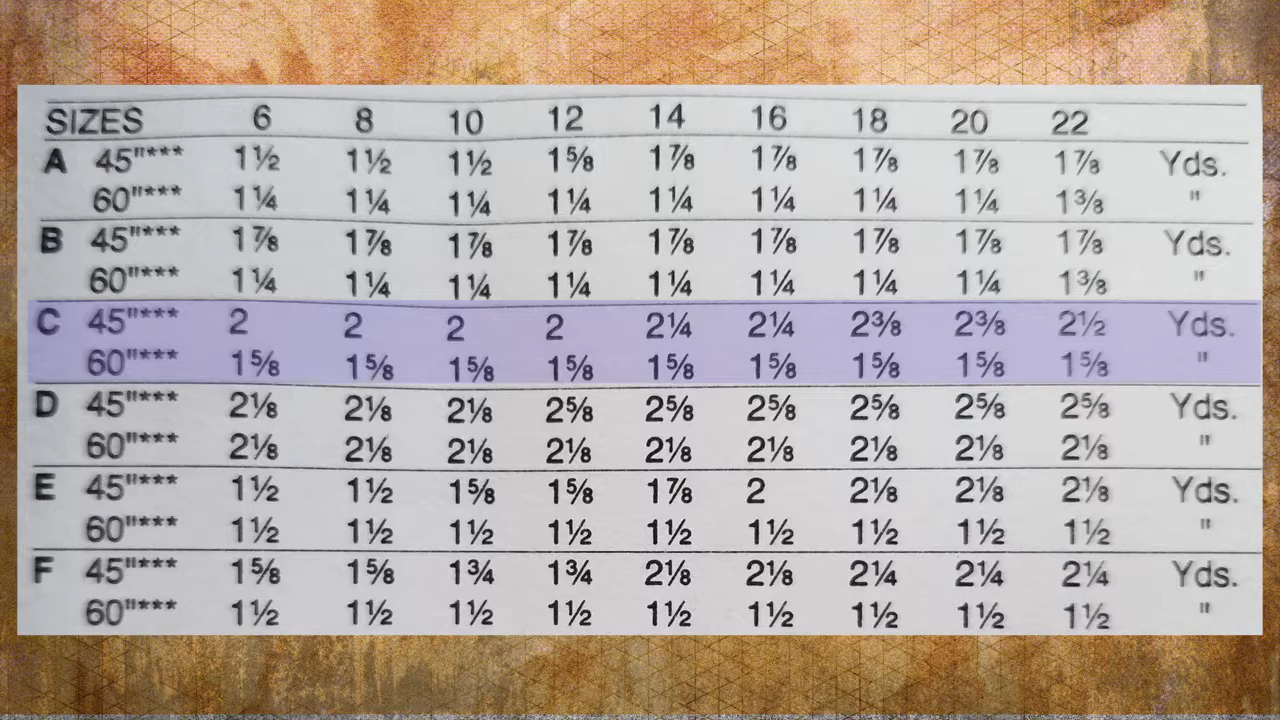 SIZES 6 8 10 12 14 16 18 20 22
A 45"*** 1½ 1½ 1½ 1⅝ 1⅞ 1⅞ 1⅞ 1⅞ 1⅞ Yds.
60"*** 1¼ 1¼ 1¼ 1¼ 1¼ 1¼ 1¼ 1¼ 1⅜ "
B 45"*** 1⅞ 1⅞ 1⅞ 1⅞ 1⅞ 1⅞ 1⅞ 1⅞ 1⅞ Yds.
60"*** 1¼ 1¼ 1¼ 1¼ 1¼ 1¼ 1¼ 1¼ 1⅜ "
C 45"*** 2 2 2 2 2¼ 2¼ 2⅜ 2⅜ 2½ Yds.
60"*** 1⅝ 1⅝ 1⅝ 1⅝ 1⅝ 1⅝ 1⅝ 1⅝ 1⅝ "
D 45"*** 2⅛ 2⅛ 2⅛ 2⅝ 2⅝ 2⅝ 2⅝ 2⅝ 2⅝ Yds.
60"*** 2⅛ 2⅛ 2⅛ 2⅛ 2⅛ 2⅛ 2⅛ 2⅛ 2⅛ "
E 45"*** 1½ 1½ 1⅝ 1⅝ 1⅞ 2 2⅛ 2⅛ 2⅛ Yds.
60"*** 1½ 1½ 1½ 1½ 1½ 1½ 1½ 1½ 1½ "
F 45"*** 1⅝ 1⅝ 1¾ 1¾ 2⅛ 2⅛ 2¼ 2¼ 2¼ Yds.
60"*** 1½ 1½ 1½ 1½ 1½ 1½ 1½ 1½ 1½ "